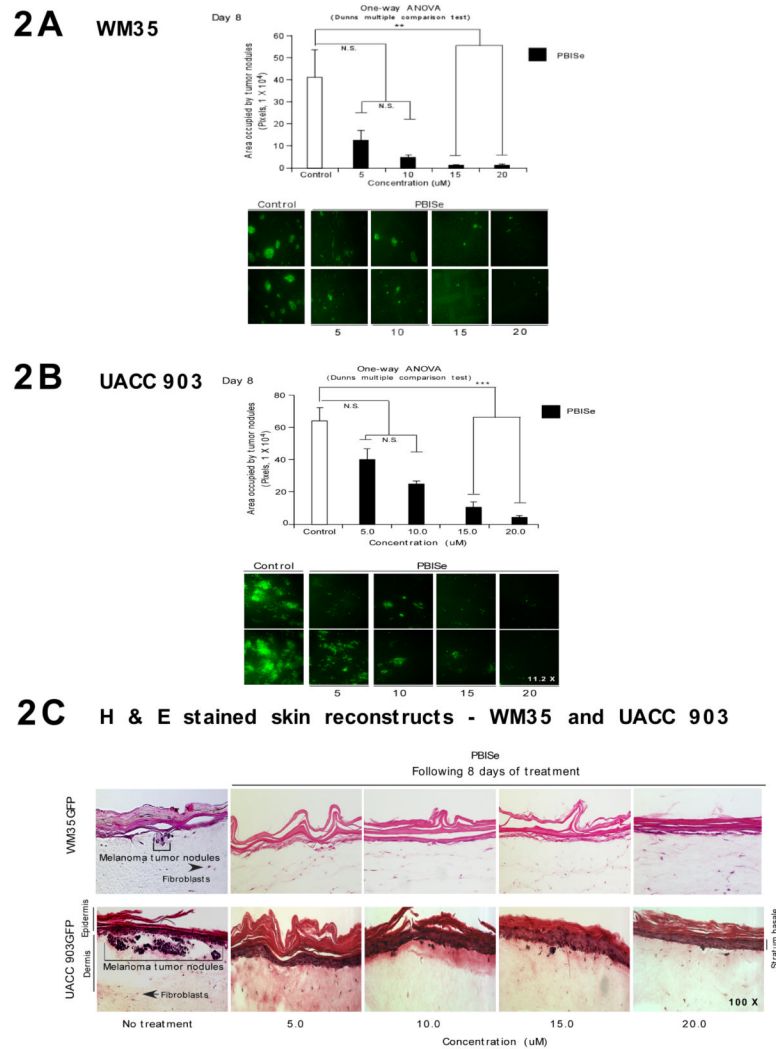 2A WM35
Day 8
One-way ANOVA
(Dunns multiple comparison test)
**
N.S.
N.S.
PBISe
Area occupied by tumor nodules
(Pixels, 1 X 10⁴)
60
50
40
30
20
10
0
Control 5 10 15 20
Concentration (uM)
Control PBISe
5 10 15 20
2B UACC 903
Day 8
One-way ANOVA
(Dunns multiple comparison test)
***
N.S.
N.S.
PBISe
Area occupied by tumor nodules
(Pixels, 1 X 10⁴)
80
60
40
20
0
Control 5.0 10.0 15.0 20.0
Concentration (uM)
Control PBISe
11.2 X
5 10 15 20
2C H & E stained skin reconstructs - WM35 and UACC 903
PBISe
Following 8 days of treatment
WM35GFP
Melanoma tumor nodules
Fibroblasts
UACC 903GFP
Epidermis
Dermis
Melanoma tumor nodules
Fibroblasts
Stratum basale
100 X
No treatment 5.0 10.0 15.0 20.0
Concentration (uM)